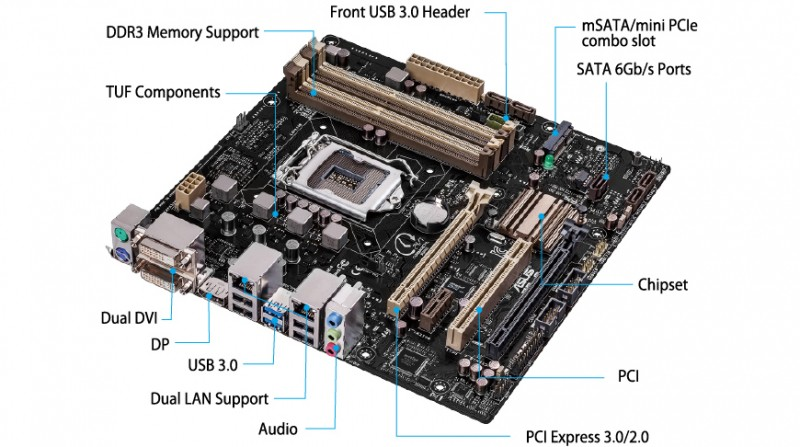 Front USB 3.0 Header
DDR3 Memory Support
mSATA/mini PCIe
combo slot
SATA 6Gb/s Ports
TUF Components
ASUS
Chipset
Dual DVI
DP
USB 3.0
PCI
Dual LAN Support
Audio
PCI Express 3.0/2.0